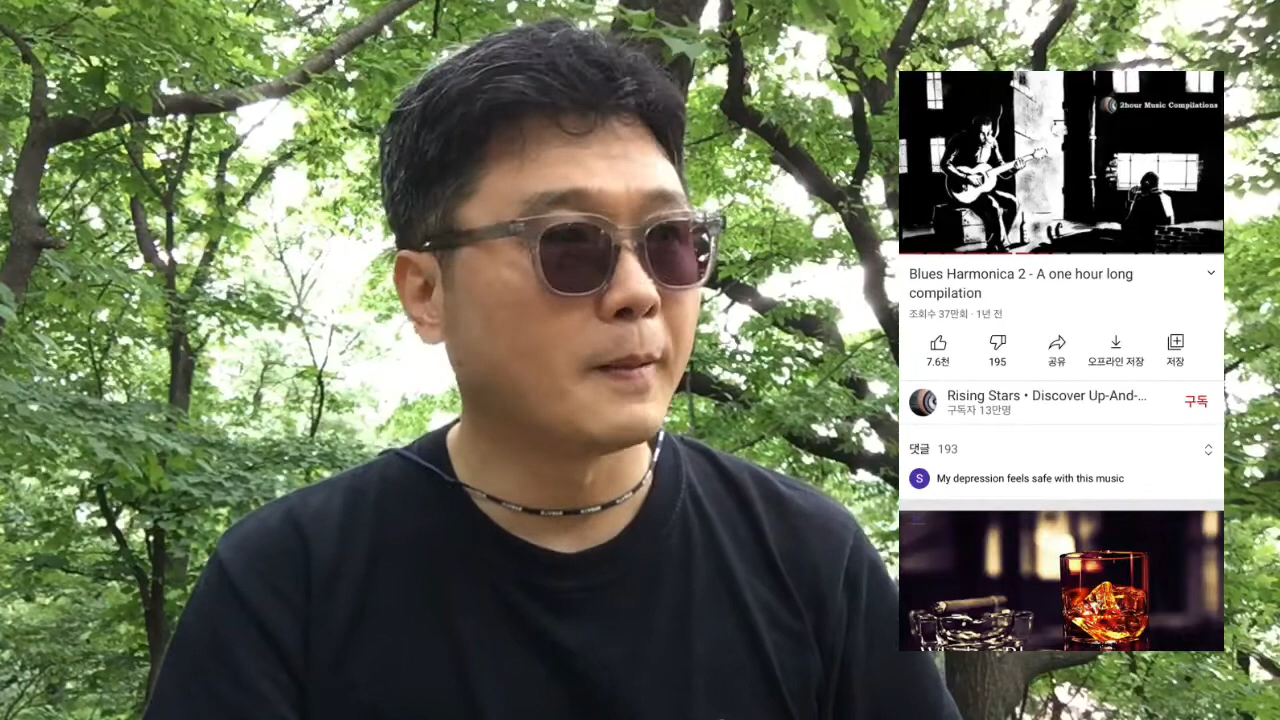 2hour Music Compilations
Blues Harmonica 2 - A one hour long
compilation
조회수 37만회 · 1년 전
7.6천
195
공유
오프라인 저장
저장
Rising Stars • Discover Up-And-...
구독자 13만명
구독
댓글 193
S
My depression feels safe with this music